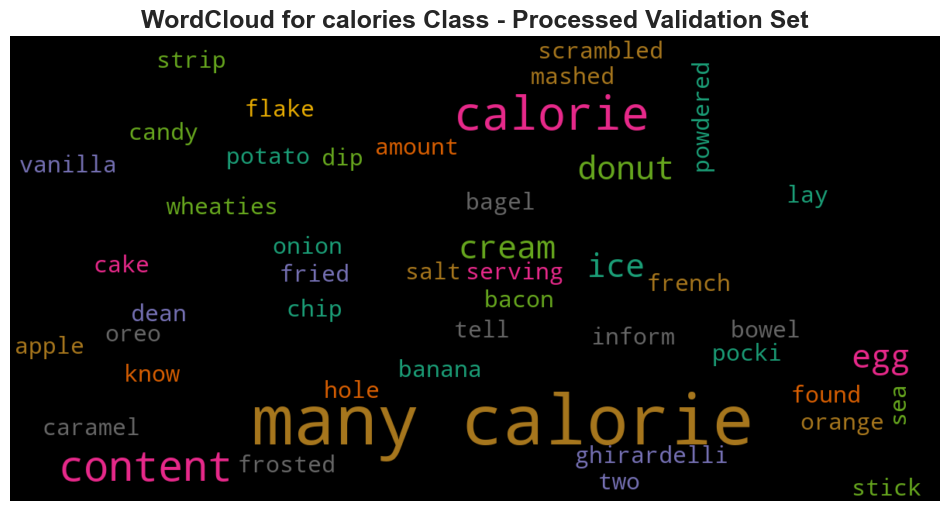 WordCloud for calories Class - Processed Validation Set
strip
scrambled
mashed
powdered
flake
calorie
candy
amount
vanilla
potato
dip
donut
lay
wheaties
bagel
onion
cream
cake
fried
salt
serving
ice
french
bacon
dean
chip
oreo
tell
inform
bowel
apple
pocki
egg
know
banana
hole
found
sea
many calorie
orange
caramel
content
frosted
ghirardelli
two
stick